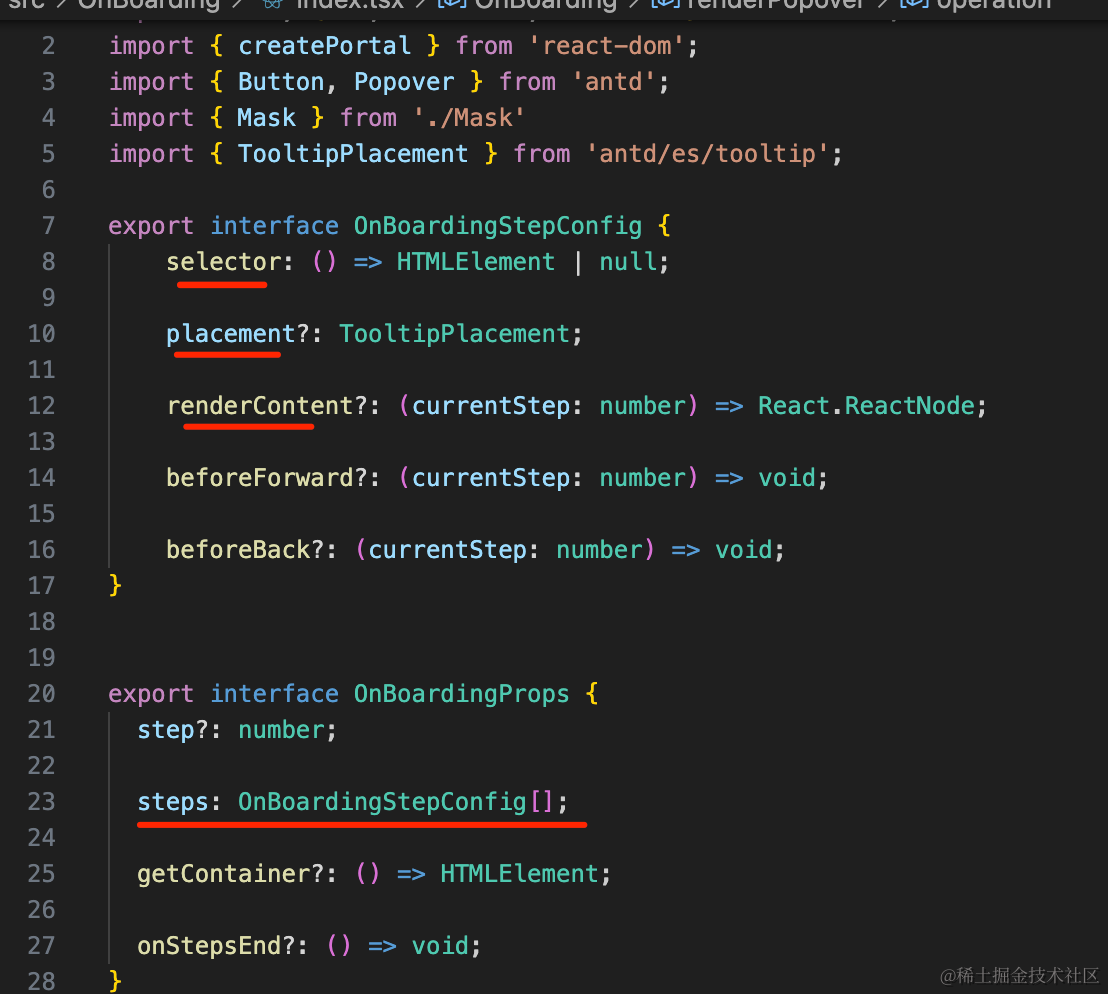 src > OnBoarding > index.tsx > OnBoarding > renderPopover > operation
2 import { createPortal } from 'react-dom';
3 import { Button, Popover } from 'antd';
4 import { Mask } from './Mask'
5 import { TooltipPlacement } from 'antd/es/tooltip';
6
7 export interface OnBoardingStepConfig {
8 selector: () => HTMLElement | null;
9
10 placement?: TooltipPlacement;
11
12 renderContent?: (currentStep: number) => React.ReactNode;
13
14 beforeForward?: (currentStep: number) => void;
15
16 beforeBack?: (currentStep: number) => void;
17 }
18
19
20 export interface OnBoardingProps {
21 step?: number;
22
23 steps: OnBoardingStepConfig[];
24
25 getContainer?: () => HTMLElement;
26
27 onStepsEnd?: () => void;
28 }
@稀土掘金技术社区